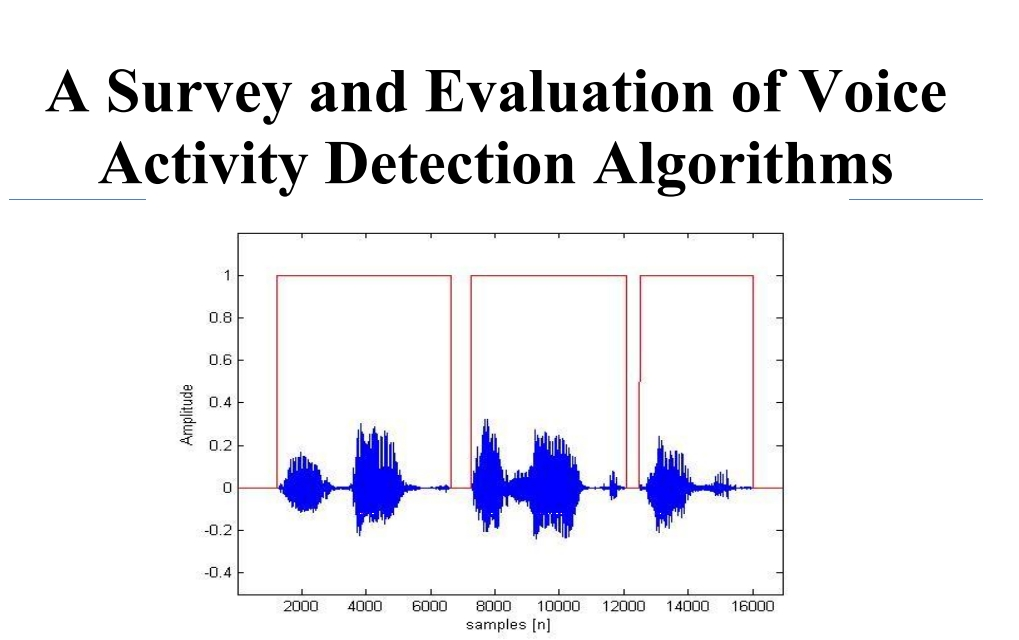 A Survey and Evaluation of Voice
Activity Detection Algorithms
1
0.8
0.6
0.4
0.2
0
-0.2
-0.4
Amplitude
2000 4000 6000 8000 10000 12000 14000 16000
samples [n]